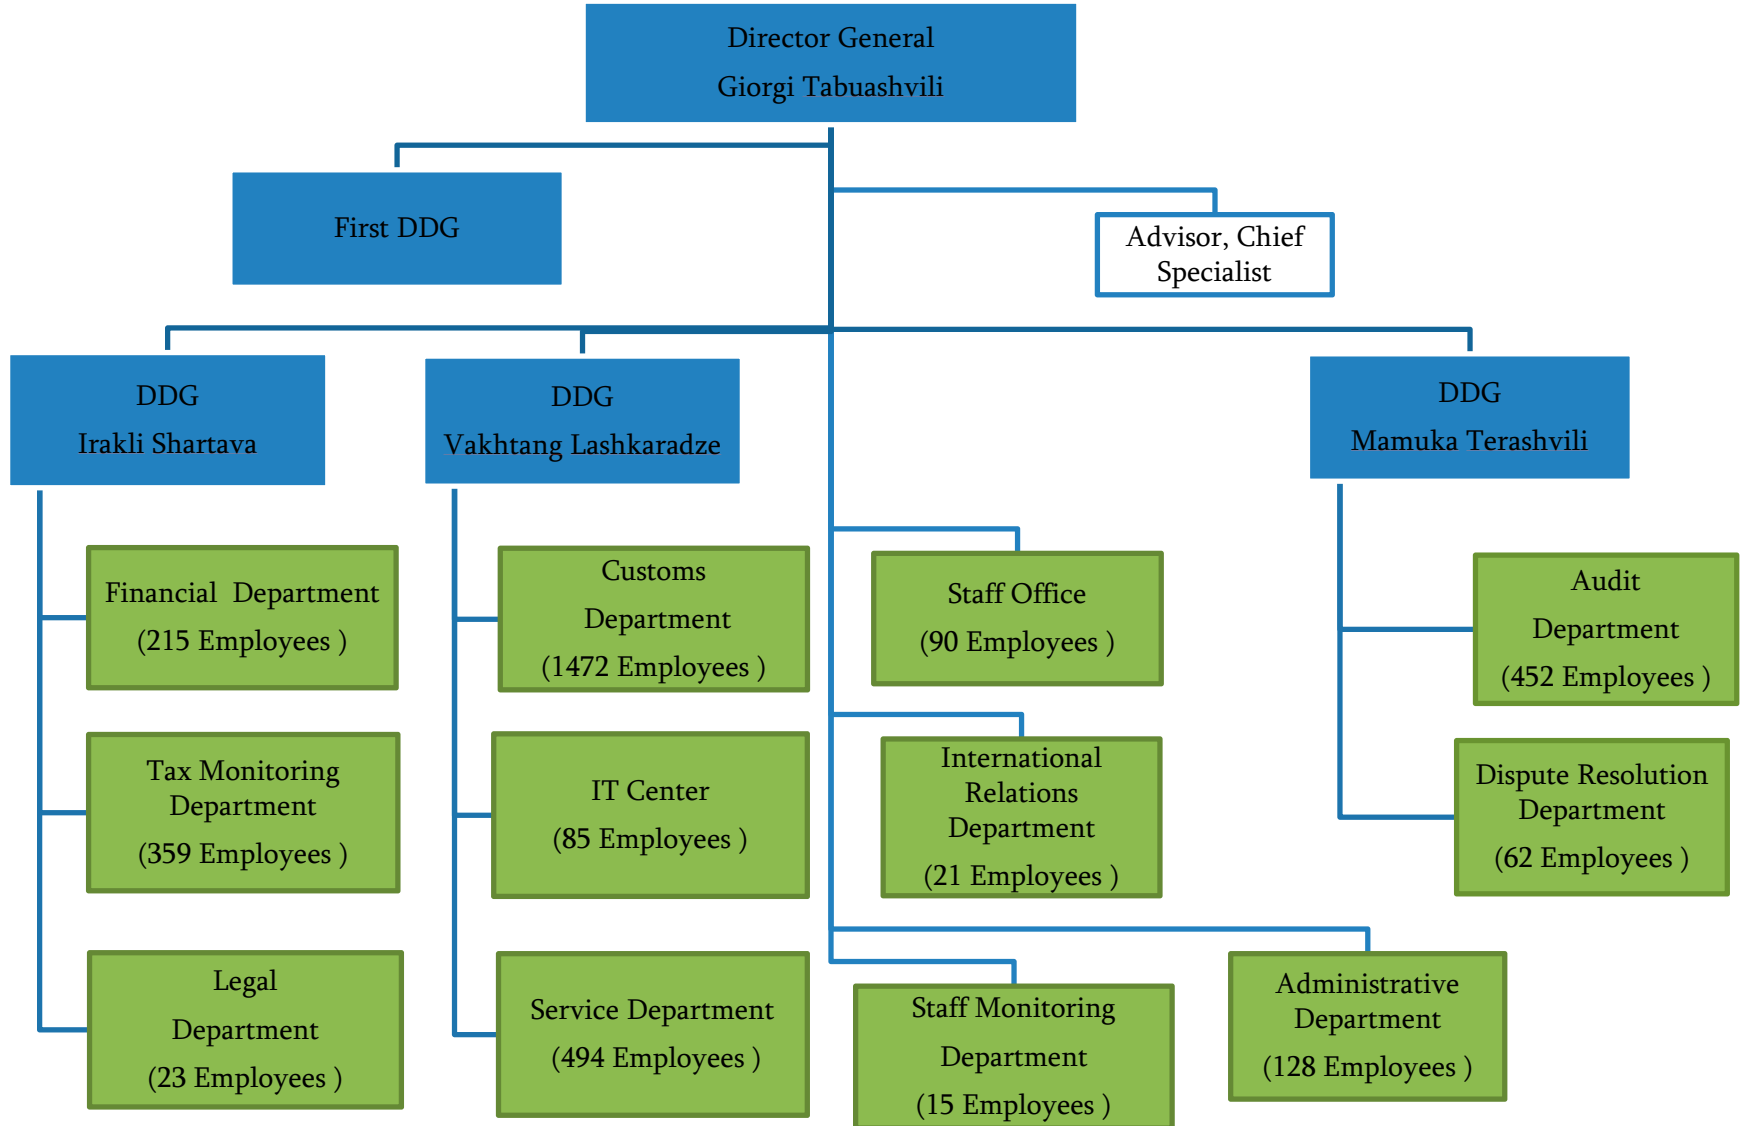 Director General
Giorgi Tabuashvili
First DDG
Advisor, Chief
Specialist
DDG
Irakli Shartava
DDG
Vakhtang Lashkaradze
DDG
Mamuka Terashvili
Financial  Department
(215 Employees )
Tax Monitoring
Department
(359 Employees )
Legal
Department
(23 Employees )
Customs
Department
(1472 Employees )
IT Center
(85 Employees )
Service Department
(494 Employees )
Staff Office
(90 Employees )
International
Relations
Department
(21 Employees )
Staff Monitoring
Department
(15 Employees )
Administrative
Department
(128 Employees )
Audit
Department
(452 Employees )
Dispute Resolution
Department
(62 Employees )